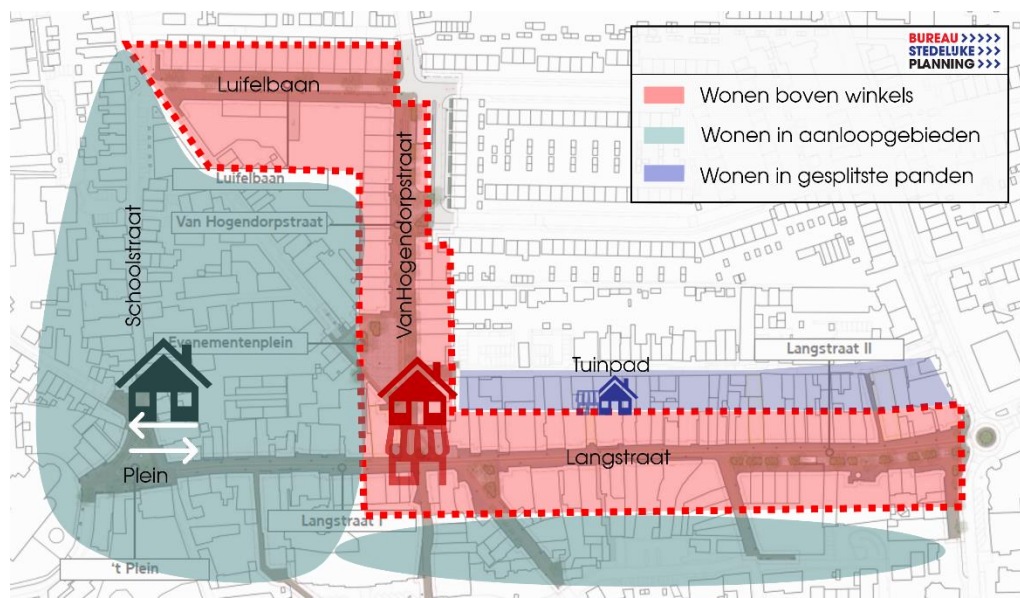 BUREAU
STEDELIJKE
PLANNING
Wonen boven winkels
Wonen in aanloopgebieden
Wonen in gesplitste panden
Luifelbaan
Luifelbaan
Van Hogendorpstraat
VanHogendorpstraat
Schoolstraat
Evenementenplein
Tuinpad
Langstraat II
Langstraat
Plein
Langstraat I
't Plein